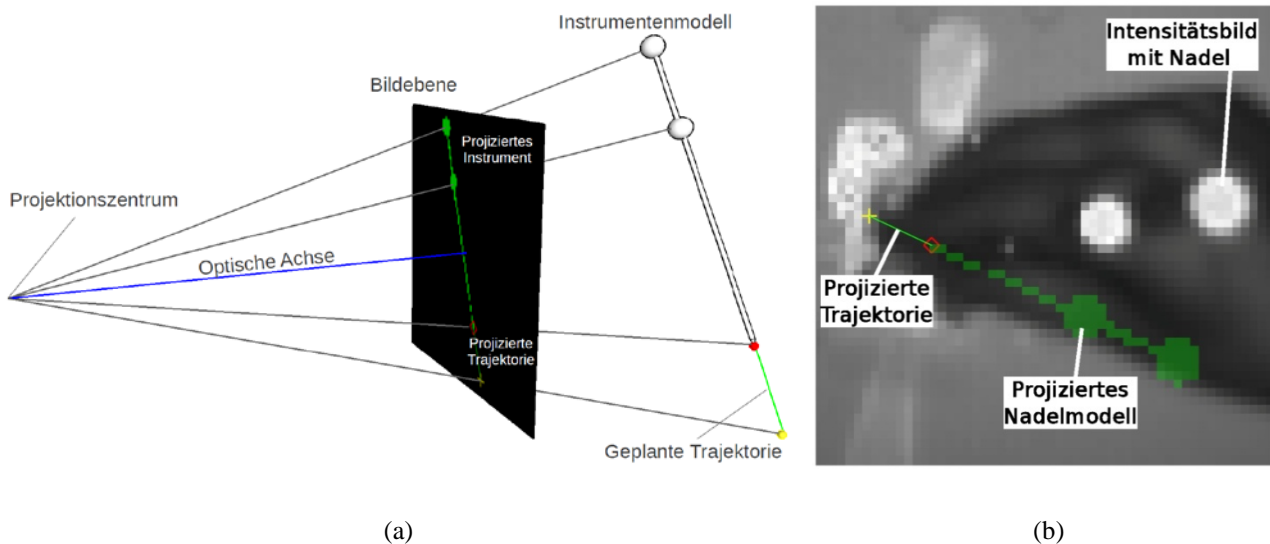 Instrumentenmodell
Bildebene
Projiziertes
Instrument
Projektionszentrum
Optische Achse
Projizierte
Trajektorie
Geplante Trajektorie
(a)
Intensitätsbild
mit Nadel
Projizierte
Trajektorie
Projiziertes
Nadelmodell
(b)